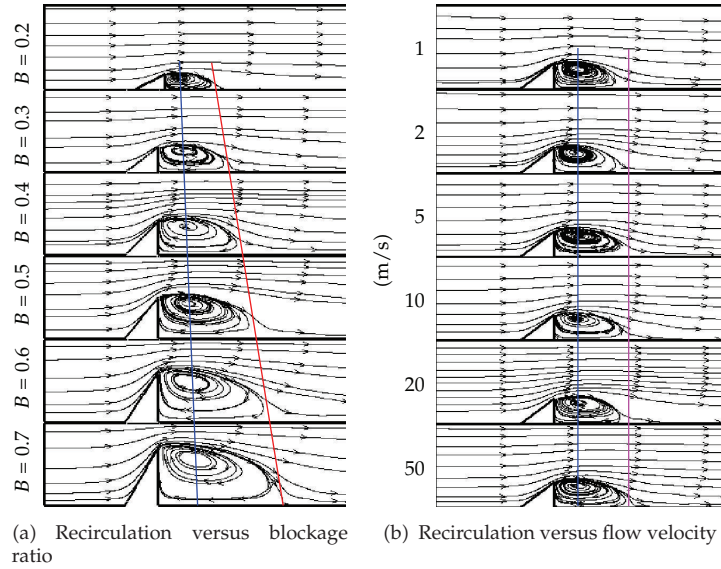 B = 0.2
B = 0.3
B = 0.4
B = 0.5
B = 0.6
B = 0.7
(a) Recirculation versus blockage
ratio
(m/s)
1
2
5
10
20
50
(b) Recirculation versus flow velocity